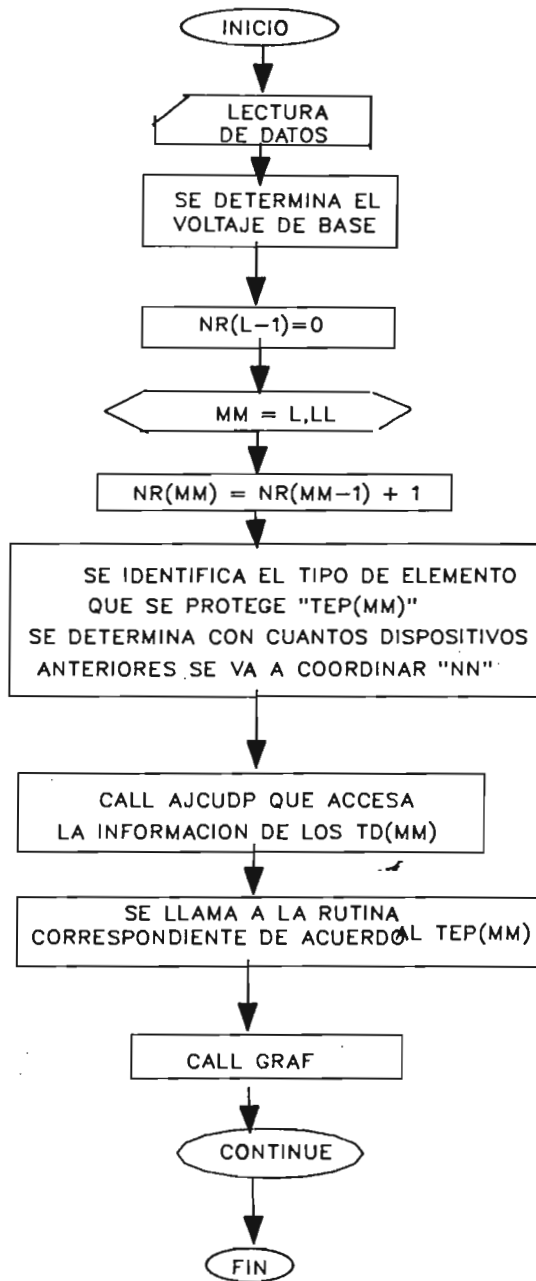 INICIO
LECTURA
DE DATOS
SE DETERMINA EL
VOLTAJE DE BASE
NR(L-1)=0
MM = L,LL
NR(MM) = NR(MM-1) + 1
SE IDENTIFICA EL TIPO DE ELEMENTO
QUE SE PROTEGE "TEP(MM)"
SE DETERMINA CON CUANTOS DISPOSITIVOS
ANTERIORES SE VA A COORDINAR "NN"
CALL AJCUDP QUE ACCESA
LA INFORMACION DE LOS TD(MM)
SE LLAMA A LA RUTINA
CORRESPONDIENTE DE ACUERDO AL TEP(MM)
CALL GRAF
CONTINUE
FIN